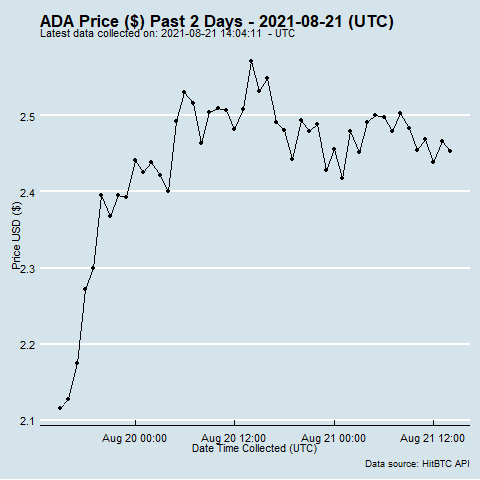 ADA Price ($) Past 2 Days - 2021-08-21 (UTC)
Latest data collected on: 2021-08-21 14:04:11  - UTC
2.5
2.4
2.3
2.2
2.1
Price USD ($)
Aug 20 00:00 Aug 20 12:00 Aug 21 00:00 Aug 21 12:00
Date Time Collected (UTC)
Data source: HitBTC API